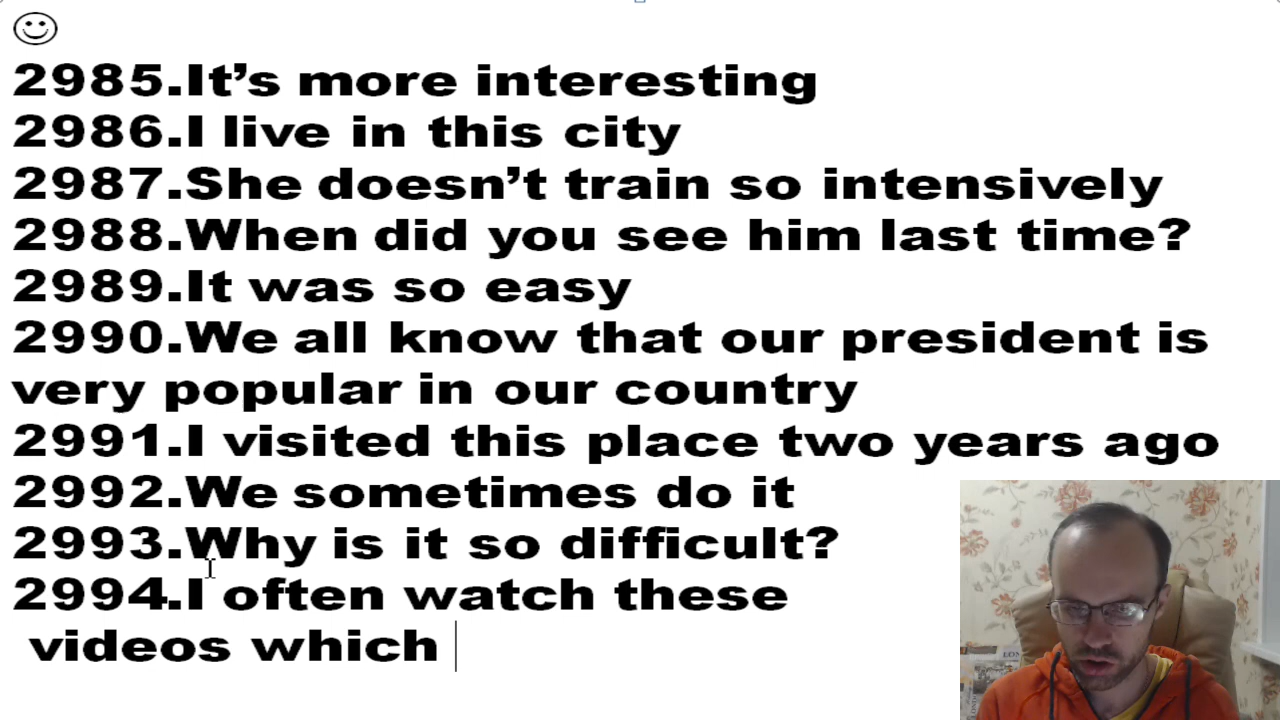 2985.It’s more interesting
2986.I live in this city
2987.She doesn’t train so intensively
2988.When did you see him last time?
2989.It was so easy
2990.We all know that our president is
very popular in our country
2991.I visited this place two years ago
2992.We sometimes do it
2993.Why is it so difficult?
2994.I often watch these
videos which